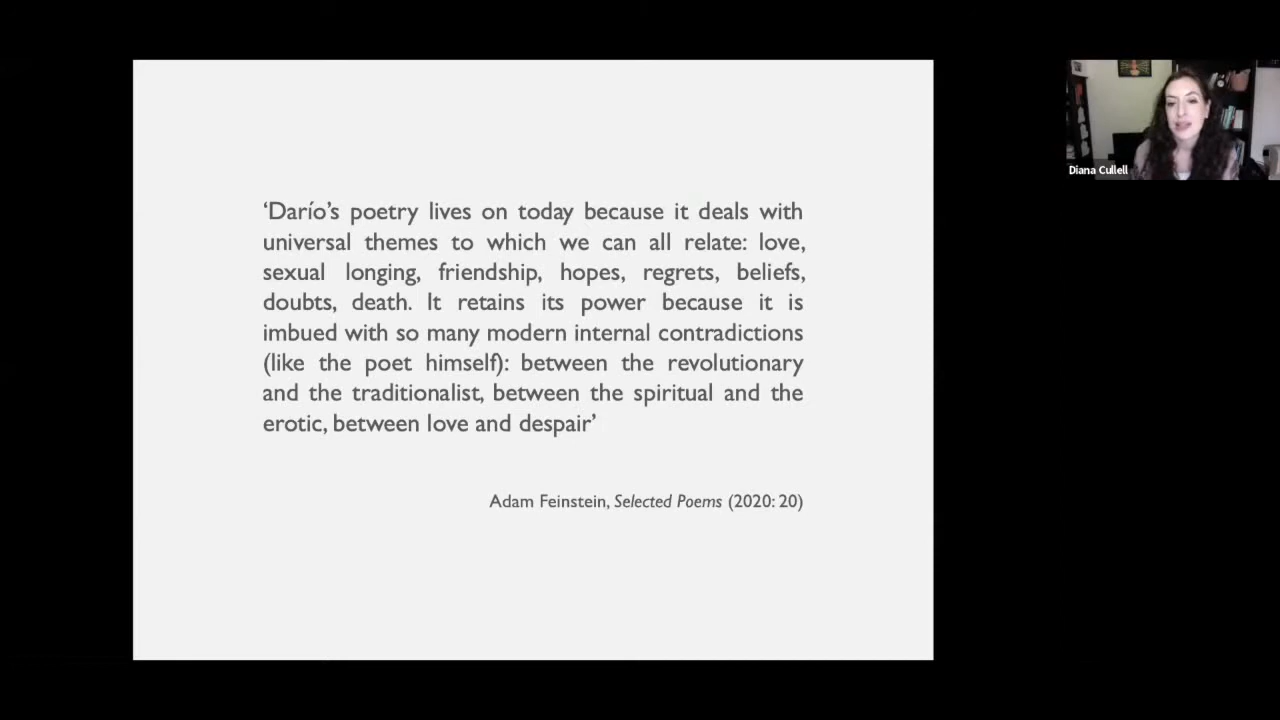 ‘Darío’s poetry lives on today because it deals with
universal themes to which we can all relate: love,
sexual longing, friendship, hopes, regrets, beliefs,
doubts, death. It retains its power because it is
imbued with so many modern internal contradictions
(like the poet himself): between the revolutionary
and the traditionalist, between the spiritual and the
erotic, between love and despair’
Adam Feinstein, Selected Poems (2020: 20)
Diana Cullell